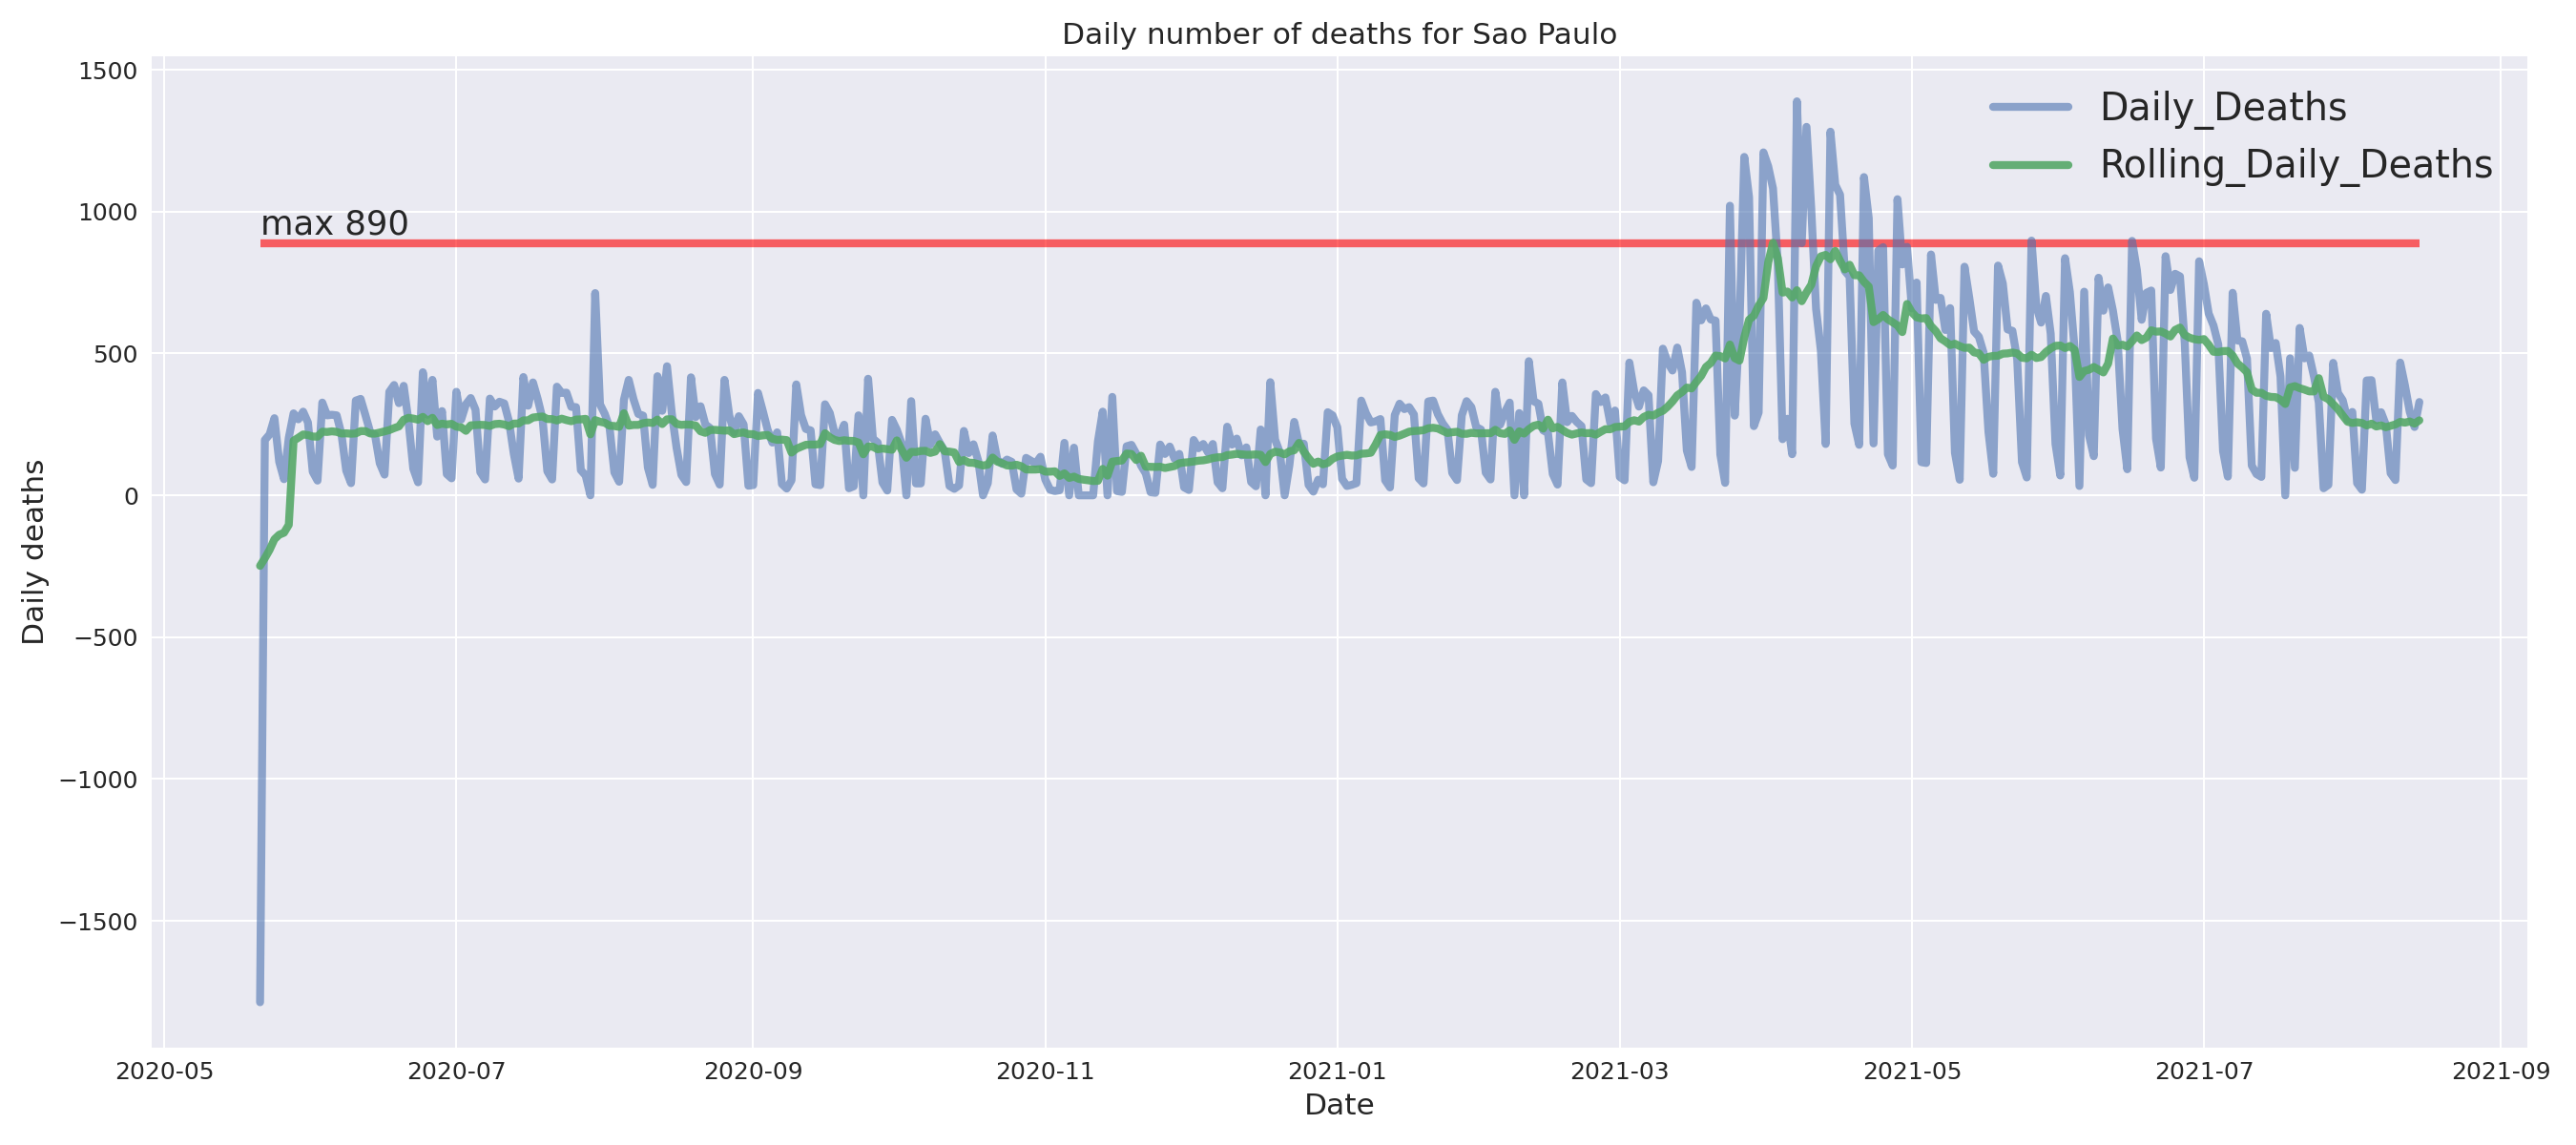 Daily number of deaths for Sao Paulo
1500
1000
500
0
−500
−1000
−1500
Daily deaths
max 890
Daily_Deaths
Rolling_Daily_Deaths
2020-05
2020-07
2020-09
2020-11
2021-01
2021-03
2021-05
2021-07
2021-09
Date